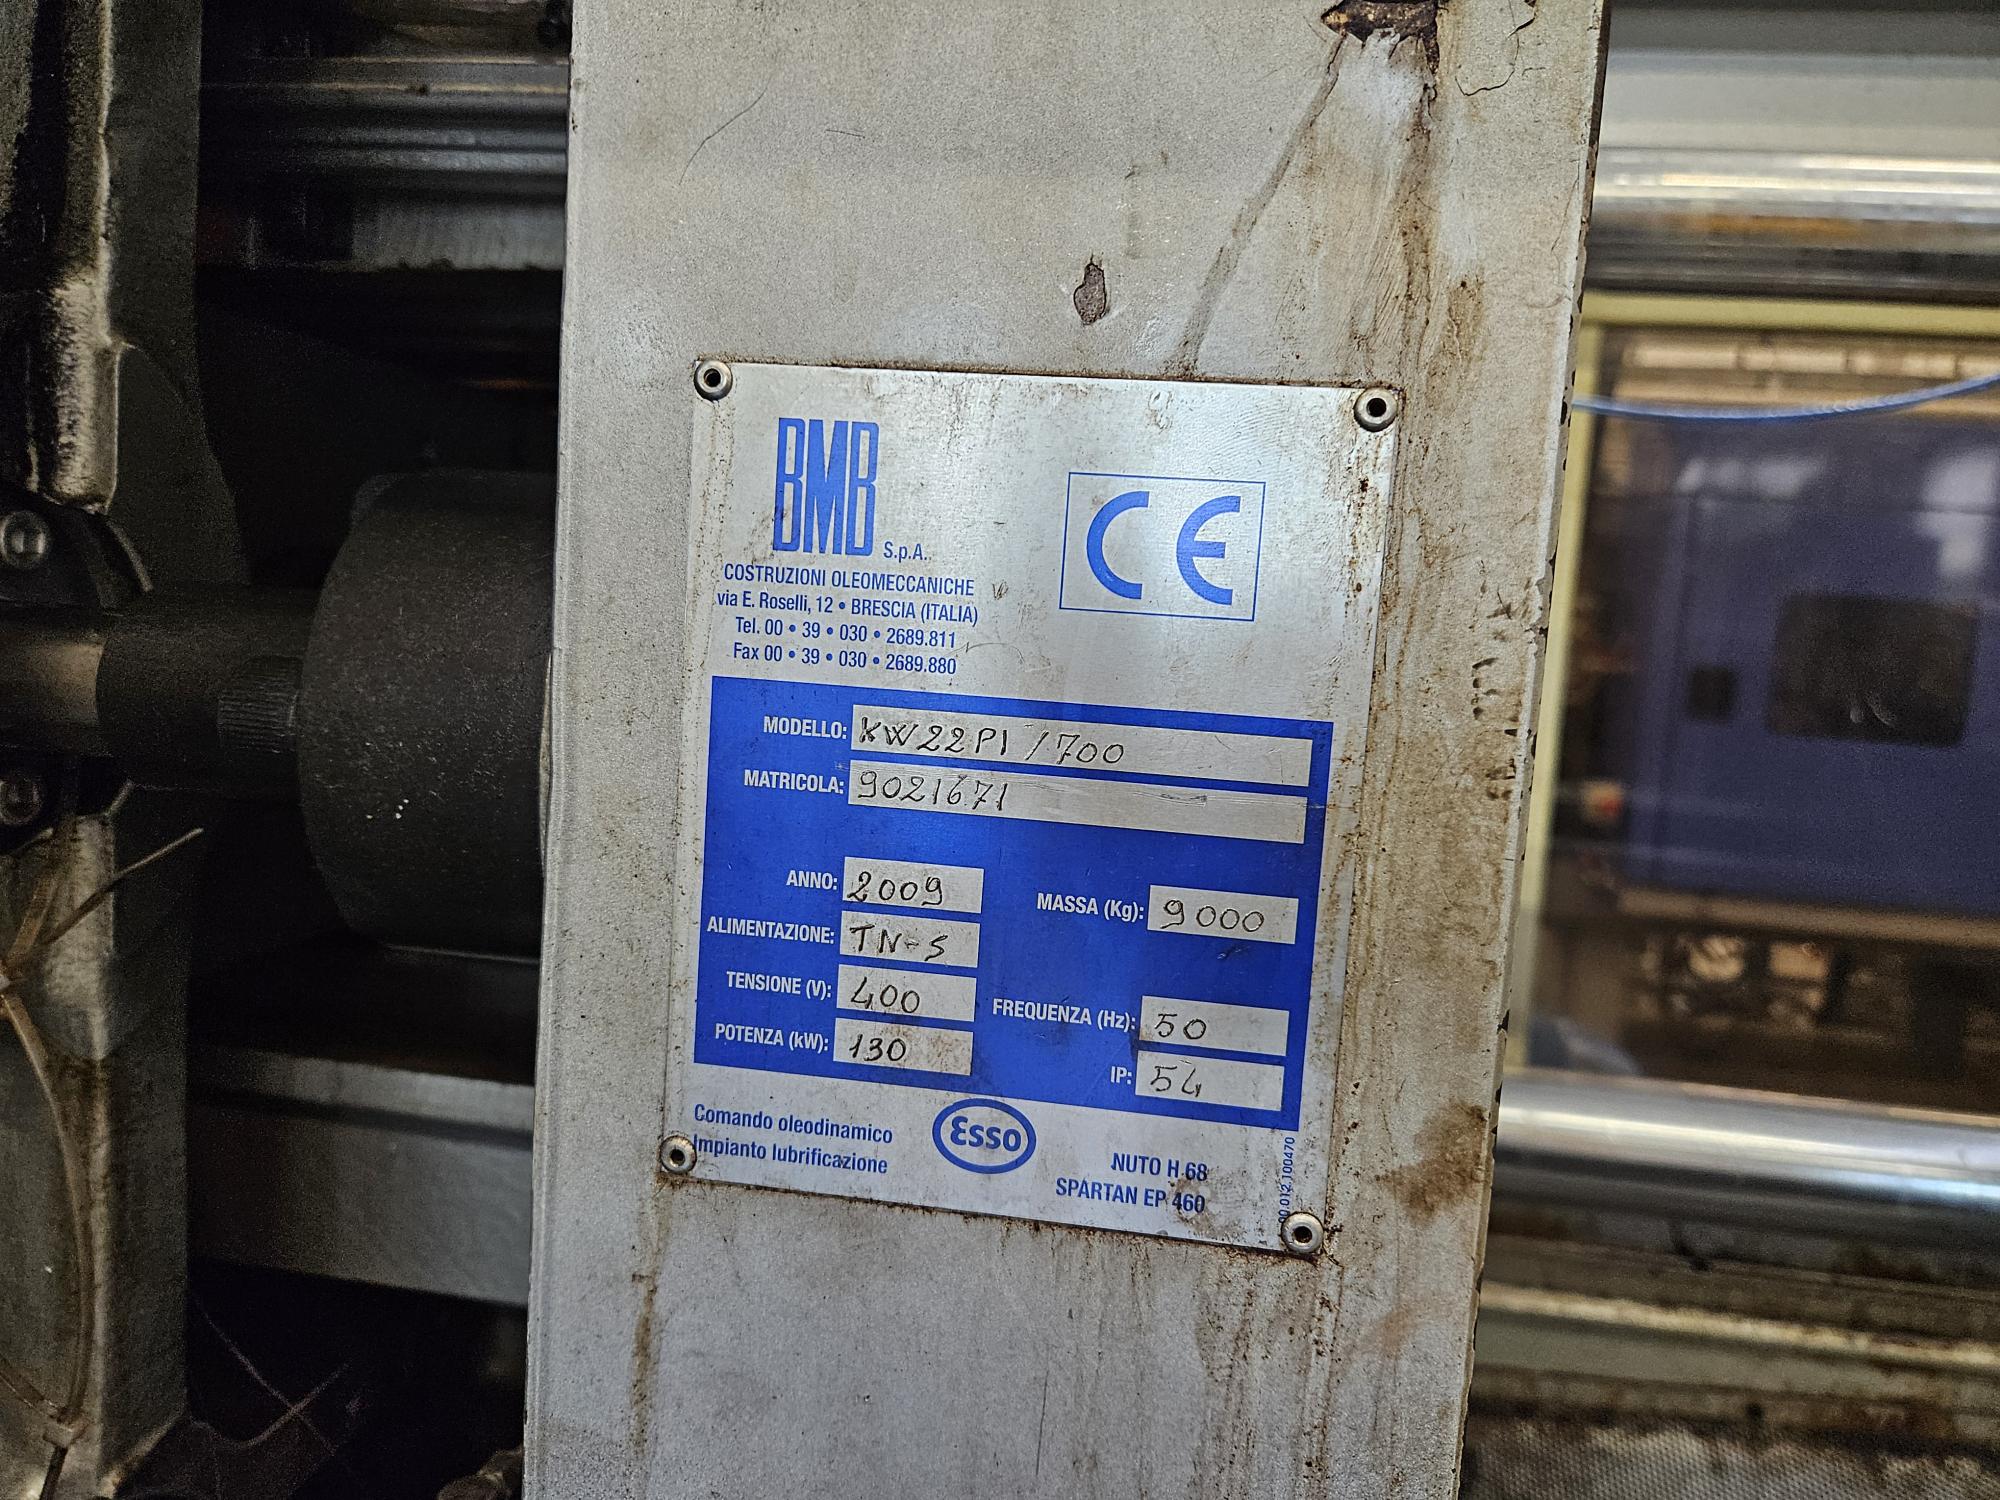 BMB S.p.A.
CE
COSTRUZIONI OLEOMECCANICHE
via E. Roselli, 12 • BRESCIA (ITALIA)
Tel. 00 • 39 • 030 • 2689.811
Fax 00 • 39 • 030 • 2689.880
MODELLO: KW22PI/700
MATRICOLA: 9021671
ANNO: 2009 MASSA (Kg): 9000
ALIMENTAZIONE: TN-S
TENSIONE (V): 400 FREQUENZA (Hz): 50
POTENZA (kW): 130 IP: 54
Comando oleodinamico Esso NUTO H 68
Impianto lubrificazione SPARTAN EP 460
00.012.100470